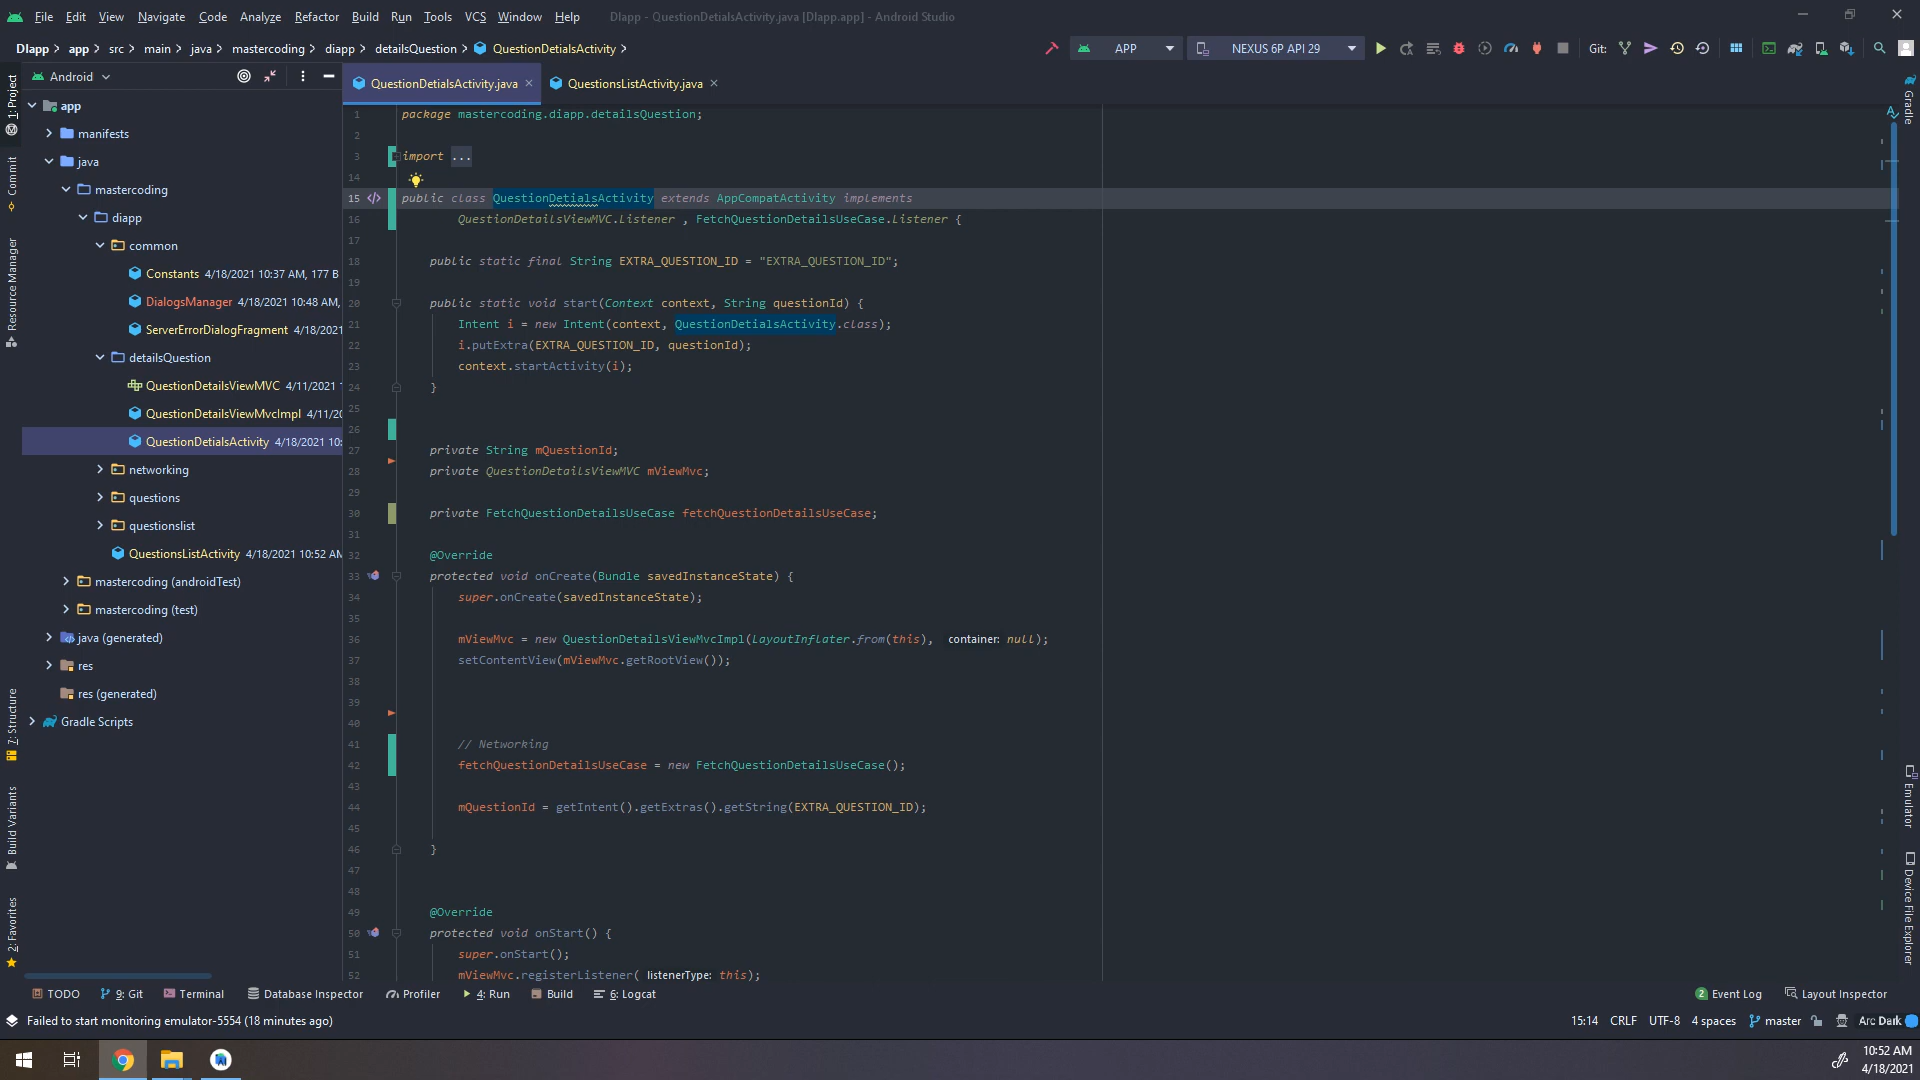 File Edit View Navigate Code Analyze Refactor Build Run Tools VCS Window Help DIapp - QuestionDetialsActivity.java [DIapp.app] - Android Studio
DIapp app src main java mastercoding diapp detailsQuestion QuestionDetialsActivity
APP NEXUS 6P API 29 Git:
Android
QuestionDetialsActivity.java QuestionsListActivity.java
1: Project
Commit
Resource Manager
7: Structure
Build Variants
2: Favorites
app
manifests
java
mastercoding
diapp
common
Constants 4/18/2021 10:37 AM, 177 B
DialogsManager 4/18/2021 10:48 AM,
ServerErrorDialogFragment 4/18/2021
detailsQuestion
QuestionDetailsViewMVC 4/11/2021
QuestionDetailsViewMvcImpl 4/11/20
QuestionDetialsActivity 4/18/2021 10:
networking
questions
questionslist
QuestionsListActivity 4/18/2021 10:52 AM
mastercoding (androidTest)
mastercoding (test)
java (generated)
res
res (generated)
Gradle Scripts
1 package mastercoding.diapp.detailsQuestion;
2
3 import ...
14
15 public class QuestionDetialsActivity extends AppCompatActivity implements
16 QuestionDetailsViewMVC.Listener , FetchQuestionDetailsUseCase.Listener {
17
18 public static final String EXTRA_QUESTION_ID = "EXTRA_QUESTION_ID";
19
20 public static void start(Context context, String questionId) {
21 Intent i = new Intent(context, QuestionDetialsActivity.class);
22 i.putExtra(EXTRA_QUESTION_ID, questionId);
23 context.startActivity(i);
24 }
25
26
27 private String mQuestionId;
28 private QuestionDetailsViewMVC mViewMvc;
29
30 private FetchQuestionDetailsUseCase fetchQuestionDetailsUseCase;
31
32 @Override
33 protected void onCreate(Bundle savedInstanceState) {
34 super.onCreate(savedInstanceState);
35
36 mViewMvc = new QuestionDetailsViewMvcImpl(LayoutInflater.from(this), container: null);
37 setContentView(mViewMvc.getRootView());
38
39
40
41 // Networking
42 fetchQuestionDetailsUseCase = new FetchQuestionDetailsUseCase();
43
44 mQuestionId = getIntent().getExtras().getString(EXTRA_QUESTION_ID);
45
46 }
47
48
49 @Override
50 protected void onStart() {
51 super.onStart();
52 mViewMvc.registerListener( listenerType: this);
Gradle
Emulator
Device File Explorer
TODO 9: Git Terminal Database Inspector Profiler 4: Run Build 6: Logcat 2 Event Log Layout Inspector
Failed to start monitoring emulator-5554 (18 minutes ago) 15:14 CRLF UTF-8 4 spaces master Arc Dark
10:52 AM
4/18/2021